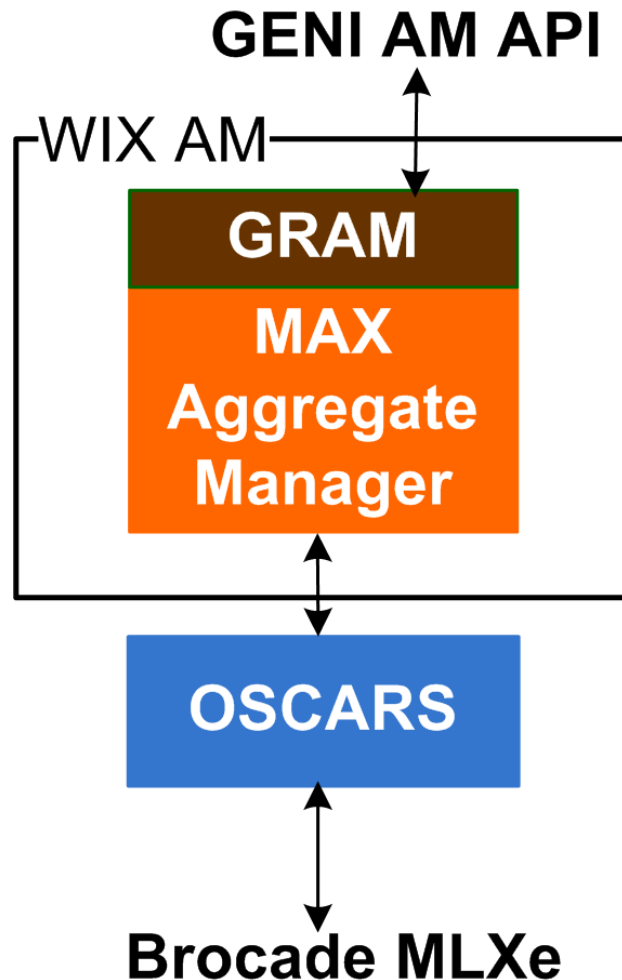 GENI AM API
WIX AM
GRAM
MAX
Aggregate
Manager
OSCARS
Brocade MLXe